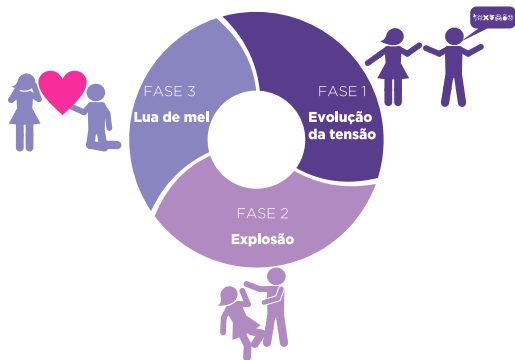 FASE 1
Evolução
da tensão
FASE 2
Explosão
FASE 3
Lua de mel